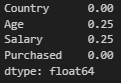 Country      0.00
Age          0.25
Salary       0.25
Purchased    0.00
dtype: float64